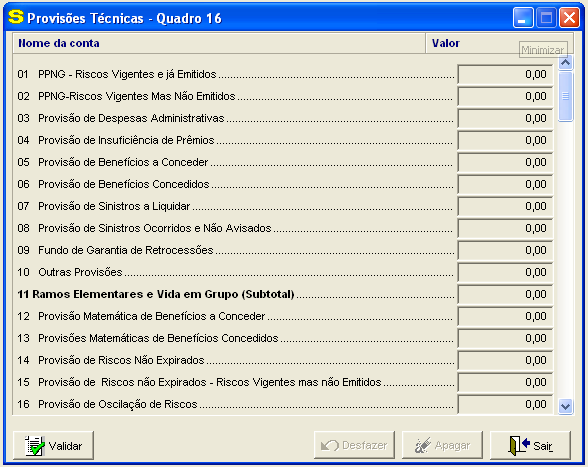 S Provisões Técnicas - Quadro 16
Nome da conta Valor
Minimizar
01 PPNG - Riscos Vigentes e já Emitidos 0,00
02 PPNG-Riscos Vigentes Mas Não Emitidos 0,00
03 Provisão de Despesas Administrativas 0,00
04 Provisão de Insuficiência de Prêmios 0,00
05 Provisão de Benefícios a Conceder 0,00
06 Provisão de Benefícios Concedidos 0,00
07 Provisão de Sinistros a Liquidar 0,00
08 Provisão de Sinistros Ocorridos e Não Avisados 0,00
09 Fundo de Garantia de Retrocessões 0,00
10 Outras Provisões 0,00
11 Ramos Elementares e Vida em Grupo (Subtotal) 0,00
12 Provisão Matemática de Benefícios a Conceder 0,00
13 Provisões Matemáticas de Benefícios Concedidos 0,00
14 Provisão de Riscos Não Expirados 0,00
15 Provisão de Riscos não Expirados - Riscos Vigentes mas não Emitidos 0,00
16 Provisão de Oscilação de Riscos 0,00
Validar Desfazer Apagar Sair